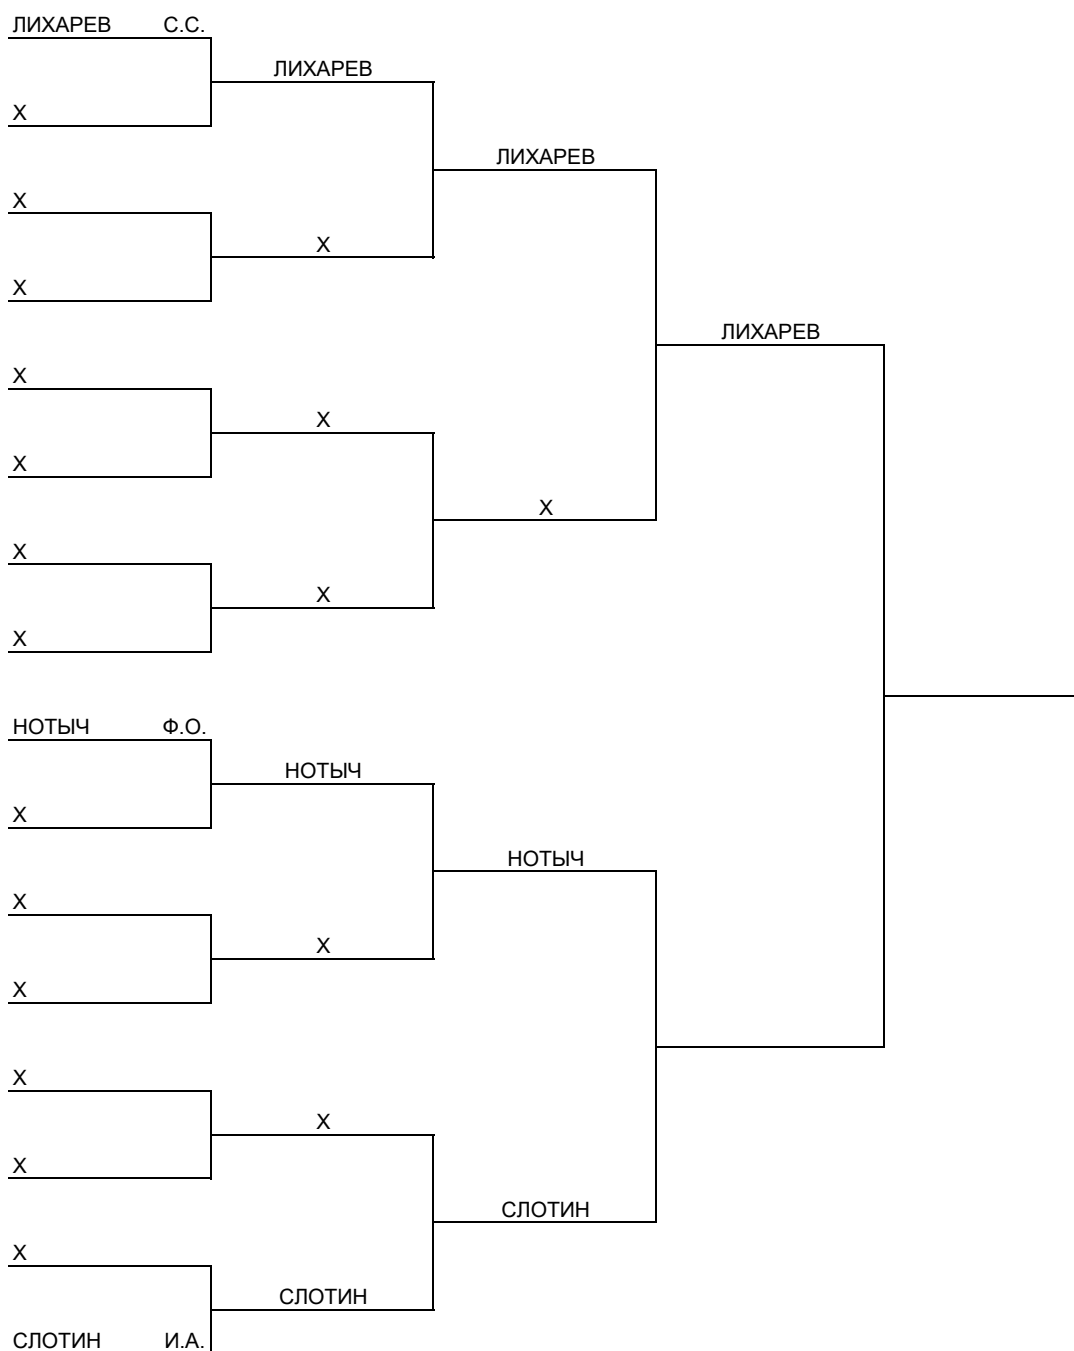 ЛИХАРЕВ С.С.
ЛИХАРЕВ
Х
ЛИХАРЕВ
Х
Х
Х
ЛИХАРЕВ
Х
Х
Х
Х
Х
Х
Х
НОТЫЧ Ф.О.
НОТЫЧ
Х
НОТЫЧ
Х
Х
Х
Х
Х
Х
СЛОТИН
Х
СЛОТИН
СЛОТИН И.А.